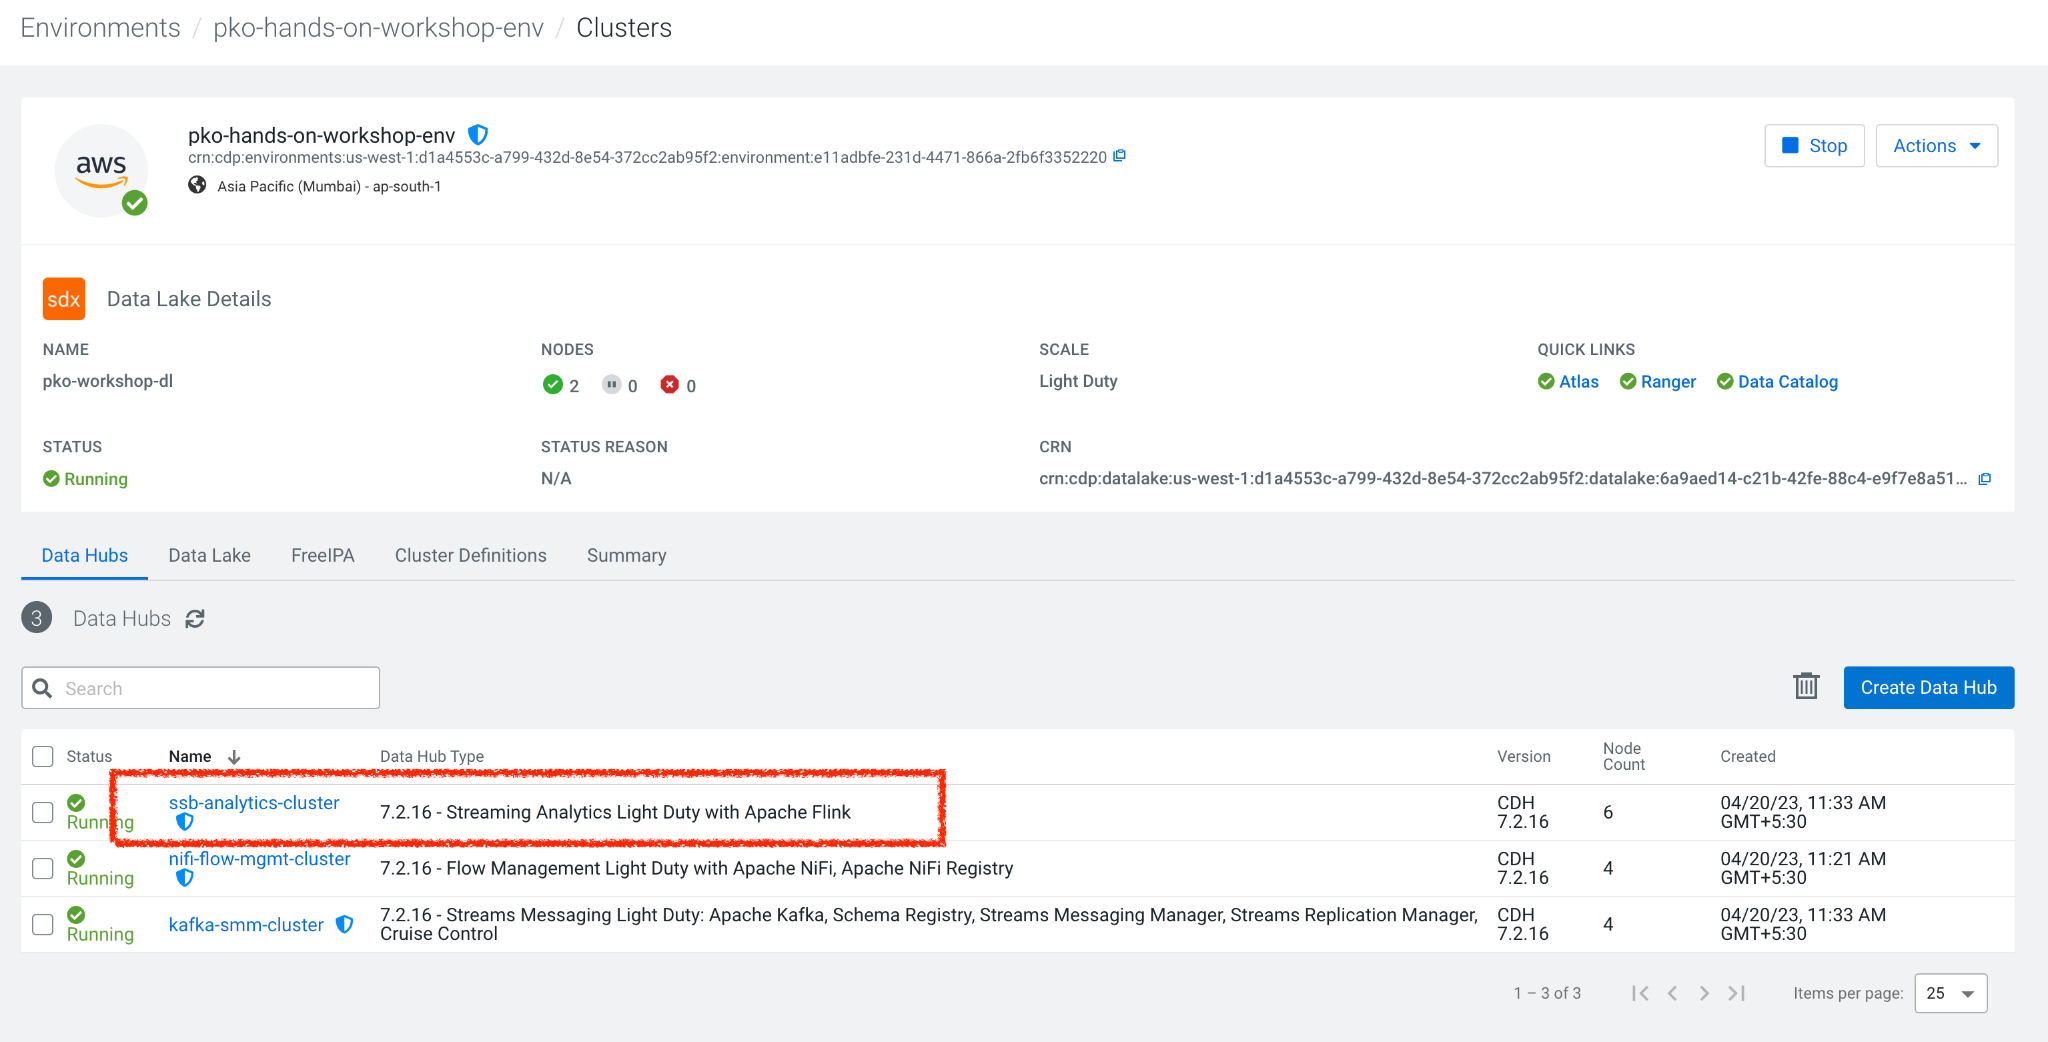 Environments / pko-hands-on-workshop-env / Clusters
aws
pko-hands-on-workshop-env
crn:cdp:environments:us-west-1:d1a4553c-a799-432d-8e54-372cc2ab95f2:environment:e11adbfe-231d-4471-866a-2fb6f3352220
Asia Pacific (Mumbai) - ap-south-1
Stop
Actions
sdx Data Lake Details
NAME
pko-workshop-dl
NODES
2 0 0
SCALE
Light Duty
QUICK LINKS
Atlas Ranger Data Catalog
STATUS
Running
STATUS REASON
N/A
CRN
crn:cdp:datalake:us-west-1:d1a4553c-a799-432d-8e54-372cc2ab95f2:datalake:6a9aed14-c21b-42fe-88c4-e9f7e8a51...
Data Hubs Data Lake FreeIPA Cluster Definitions Summary
3 Data Hubs
Search
Create Data Hub
Status Name Data Hub Type Version Node Count Created
Running
ssb-analytics-cluster
7.2.16 - Streaming Analytics Light Duty with Apache Flink
CDH
7.2.16
6
04/20/23, 11:33 AM
GMT+5:30
Running
nifi-flow-mgmt-cluster
7.2.16 - Flow Management Light Duty with Apache NiFi, Apache NiFi Registry
CDH
7.2.16
4
04/20/23, 11:21 AM
GMT+5:30
Running
kafka-smm-cluster
7.2.16 - Streams Messaging Light Duty: Apache Kafka, Schema Registry, Streams Messaging Manager, Streams Replication Manager,
Cruise Control
CDH
7.2.16
4
04/20/23, 11:33 AM
GMT+5:30
1 – 3 of 3
Items per page: 25